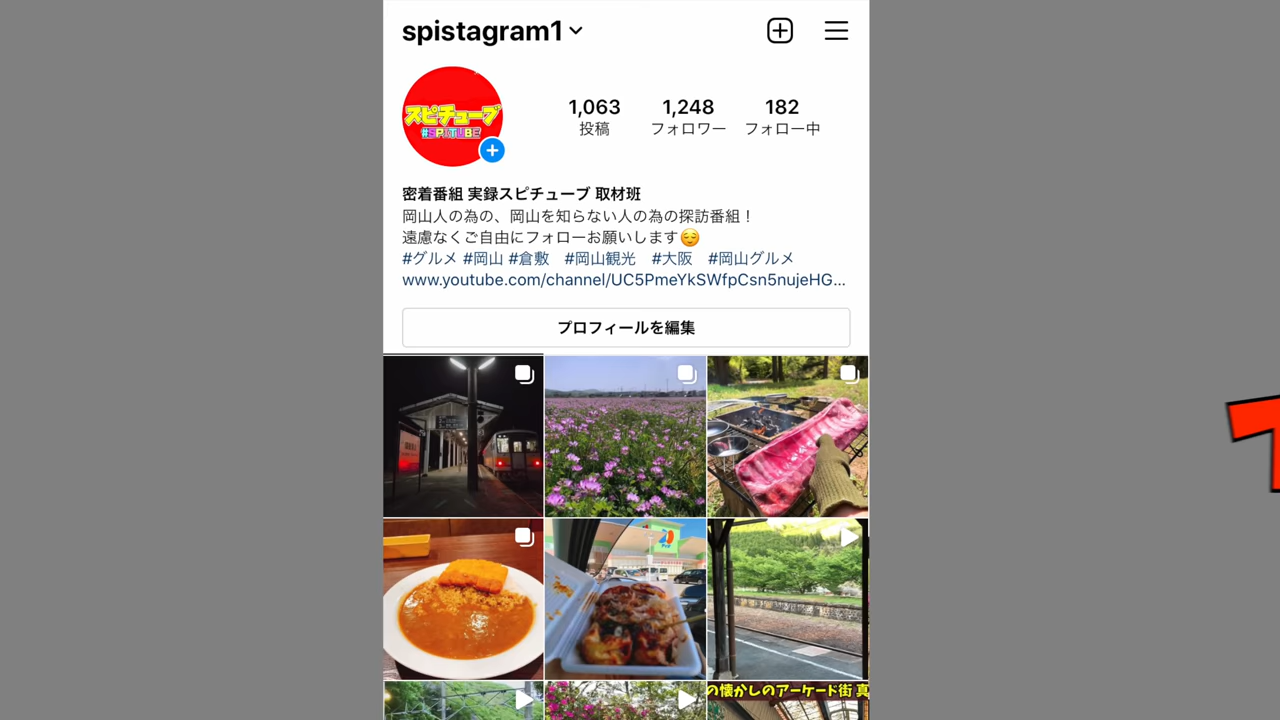 spistagram1
スピチューブ
#SPITUBE
1,063
投稿
1,248
フォロワー
182
フォロー中
密着番組 実録スピチューブ 取材班
岡山人の為の、岡山を知らない人の為の探訪番組！
遠慮なくご自由にフォローお願いします😌
#グルメ #岡山 #倉敷　#岡山観光　#大阪　#岡山グルメ
www.youtube.com/channel/UC5PmeYkSWfpCsn5nujeHG...
プロフィールを編集
の懐かしのアーケード街 真